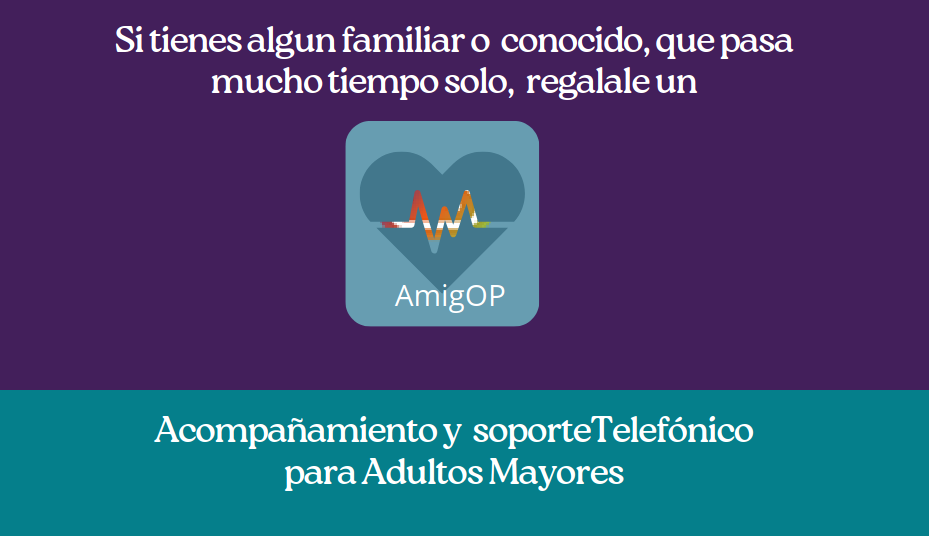 Si tienes algun familiar o conocido, que pasa
mucho tiempo solo, regalale un
AmigOP
Acompañamiento y soporteTelefónico
para Adultos Mayores